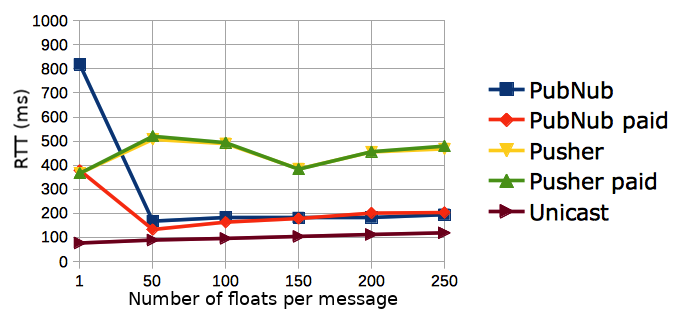 1000
900
800
700
600
500
400
300
200
100
0
RTT (ms)
1 50 100 150 200 250
Number of floats per message
PubNub
PubNub paid
Pusher
Pusher paid
Unicast